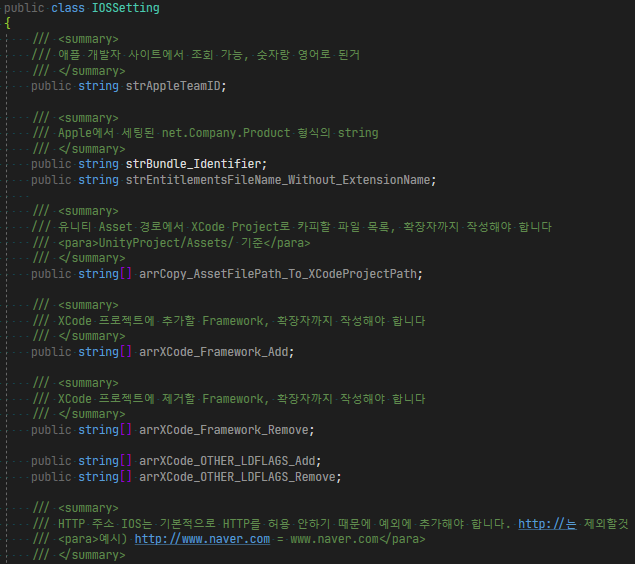 public class IOSSetting
{
/// <summary>
/// 애플 개발자 사이트에서 조회 가능, 숫자랑 영어로 된거
/// </summary>
public string strAppleTeamID;
/// <summary>
/// Apple에서 세팅된 net.Company.Product 형식의 string
/// </summary>
public string strBundle_Identifier;
public string strEntitlementsFileName_Without_ExtensionName;
/// <summary>
/// 유니티 Asset 경로에서 XCode Project로 카피할 파일 목록, 확장자까지 작성해야 합니다
/// <para>UnityProject/Assets/ 기준</para>
/// </summary>
public string[] arrCopy_AssetFilePath_To_XCodeProjectPath;
/// <summary>
/// XCode 프로젝트에 추가할 Framework, 확장자까지 작성해야 합니다
/// </summary>
public string[] arrXCode_Framework_Add;
/// <summary>
/// XCode 프로젝트에 제거할 Framework, 확장자까지 작성해야 합니다
/// </summary>
public string[] arrXCode_Framework_Remove;
public string[] arrXCode_OTHER_LDFLAGS_Add;
public string[] arrXCode_OTHER_LDFLAGS_Remove;
/// <summary>
/// HTTP 주소 IOS는 기본적으로 HTTP를 허용 안하기 때문에 예외에 추가해야 합니다. http://는 제외할것
/// <para>예시) http://www.naver.com = www.naver.com</para>
/// </summary>